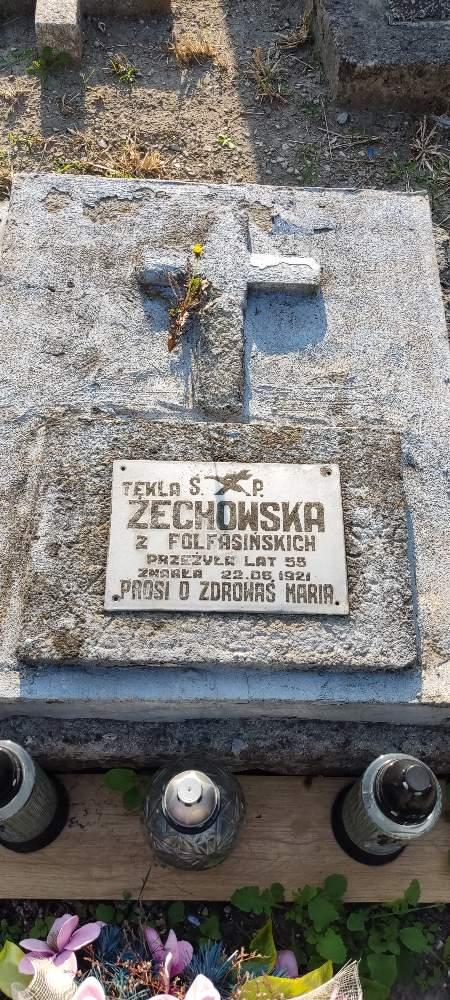 Ś. P.
TEKLA
ŻECHOWSKA
Z FOLFASIŃSKICH
PRZEŻYŁA LAT 55
ZMARŁA 22.06.1921
PROSI O ZDROWAŚ MARIA